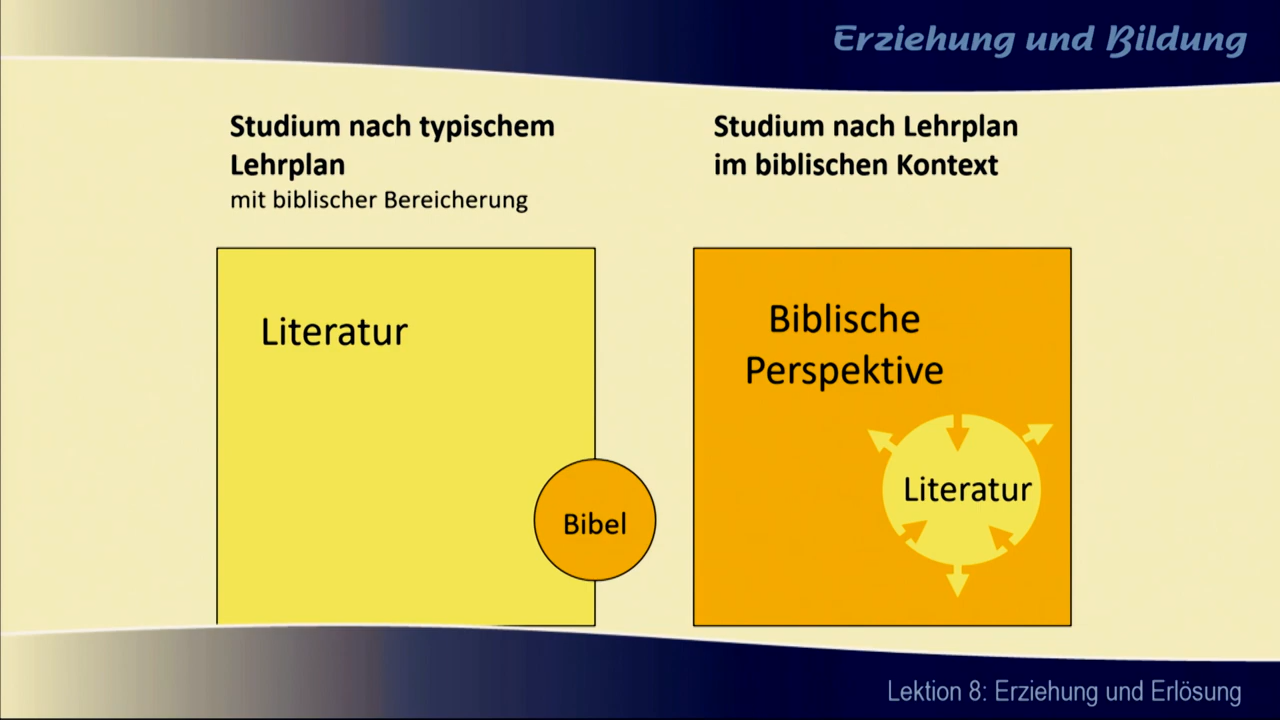 Erziehung und Bildung
Studium nach typischem
Lehrplan
mit biblischer Bereicherung
Studium nach Lehrplan
im biblischen Kontext
Literatur
Bibel
Biblische
Perspektive
Literatur
Lektion 8: Erziehung und Erlösung